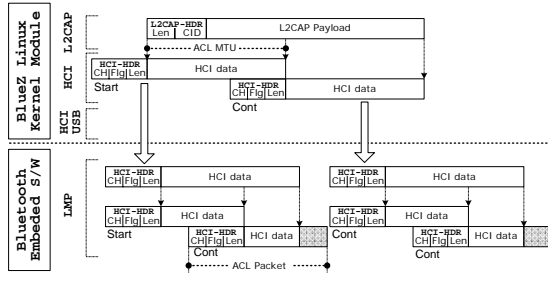 BlueZ Linux
Kernel Module
L2CAP
L2CAP-HDR
Len CID
L2CAP Payload
ACL MTU
HCI
HCI-HDR
CH|Flg|Len
HCI data
Start
HCI-HDR
CH|Flg|Len
HCI data
Cont
HCI
USB
Bluetooth
Embeded S/W
LMP
HCI-HDR
CH|Flg|Len
HCI data
HCI-HDR
CH|Flg|Len
HCI data
HCI-HDR
CH|Flg|Len
HCI data
Start
HCI-HDR
CH|Flg|Len
HCI data
Cont
HCI-HDR
CH|Flg|Len
HCI data
Cont
HCI-HDR
CH|Flg|Len
HCI data
Cont
ACL Packet